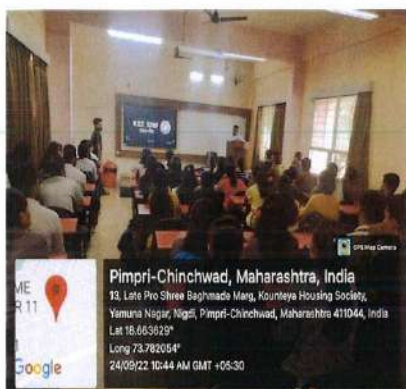 GPS Map Camera
ME
R 11
Google
Pimpri-Chinchwad, Maharashtra, India
13, Late Pro Shree Baghmade Marg, Kounteya Housing Society,
Yamuna Nagar, Nigdi, Pimpri-Chinchwad, Maharashtra 411044, India
Lat 18.663629°
Long 73.782054°
24/09/22 10:44 AM GMT +05:30